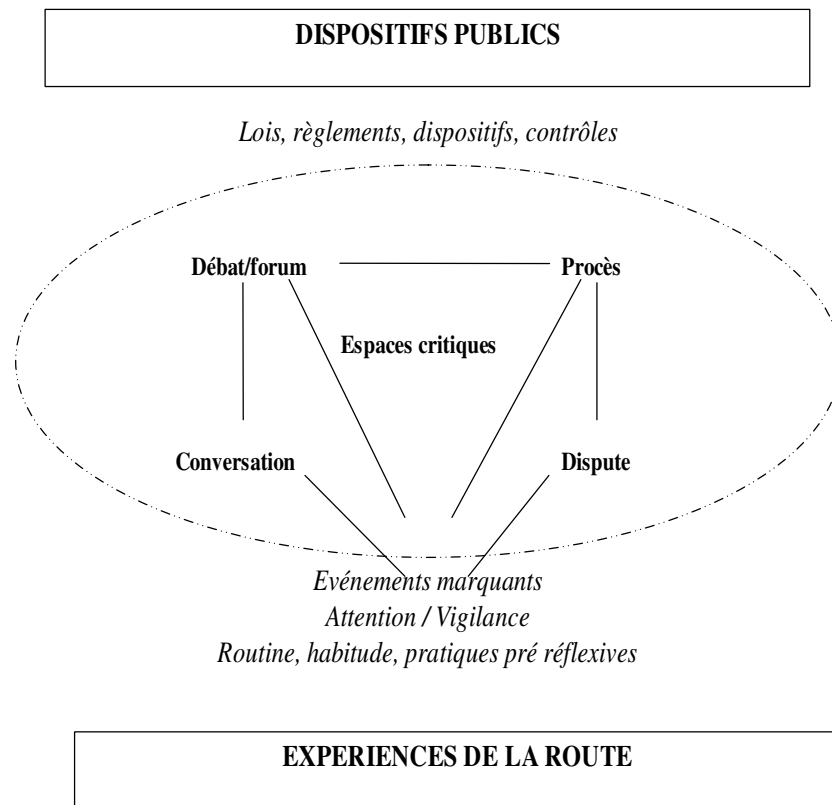 DISPOSITIFS PUBLICS
Lois, règlements, dispositifs, contrôles
Débat/forum Procès
Espaces critiques
Conversation Dispute
Evénements marquants
Attention / Vigilance
Routine, habitude, pratiques pré réflexives
EXPERIENCES DE LA ROUTE